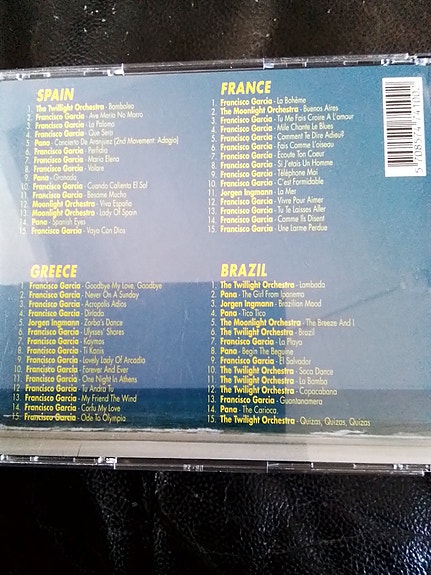 SPAIN
1. The Twillight Orchestra - Bamboleo
2. Francisco Garcia - Ave Maria No Morro
3. Francisco Garcia - La Paloma
4. Francisco Garcia - Que Sera
5. Pana - Concierto De Aranjuez (2nd Movement: Adagio)
6. Francisco Garcia - Perfidia
7. Francisco Garcia - Maria Elena
8. Francisco Garcia - Volare
9. Pana - Granada
10. Francisco Garcia - Cuando Calienta El Sol
11. Francisco Garcia - Besame Mucho
12. Moonlight Orchestra - Viva España
13. Moonlight Orchestra - Lady Of Spain
14. Pana - Spanish Eyes
15. Francisco Garcia - Vaya Con Dios
FRANCE
1. Francisco Garcia - La Bohème
2. The Moonlight Orchestra - Buenos Aires
3. Francisco Garcia - Tu Me Fais Croire A L'amour
4. Francisco Garcia - Mille Chante Le Blues
5. Francisco Garcia - Comment Te Dire Adieu?
6. Francisco Garcia - Fais Comme L'oiseau
7. Francisco Garcia - Ecoute Ton Coeur
8. Francisco Garcia - Si J'etais Un Homme
9. Francisco Garcia - Téléphone Moi
10. Francisco Garcia - C'est Formidable
11. Jorgen Ingmann - La Mer
12. Francisco Garcia - Vivre Pour Aimer
13. Francisco Garcia - Tu Te Laisses Aller
14. Francisco Garcia - Comme Ils Disent
15. Francisco Garcia - Une Larme Perdue
GREECE
1. Francisco Garcia - Goodbye My Love, Goodbye
2. Francisco Garcia - Never On A Sunday
3. Francisco Garcia - Acropolis Adios
4. Francisco Garcia - Dirlada
5. Jorgen Ingmann - Zorba's Dance
6. Francisco Garcia - Ulysses' Shores
7. Francisco Garcia - Kaymos
8. Francisco Garcia - Ti Kanis
9. Francisco Garcia - Lovely Lady Of Arcadia
10. Francisco Garcia - Forever And Ever
11. Francisco Garcia - One Night In Athens
12. Francisco Garcia - Tu Andra Tu
13. Francisco Garcia - My Friend The Wind
14. Francisco Garcia - Corfu My Love
15. Francisco Garcia - Ode To Olympia
BRAZIL
1. The Twilight Orchestra - Lambada
2. Pana - The Girl From Ipanema
3. Jorgen Ingmann - Brazilian Mood
4. Pana - Tico Tico
5. The Moonlight Orchestra - The Breeze And I
6. The Twilight Orchestra - Brazil
7. Francisco Garcia - La Playa
8. Pana - Begin The Beguine
9. Francisco Garcia - El Salvador
10. The Twilight Orchestra - Soca Dance
11. The Twilight Orchestra - La Bamba
12. The Twilight Orchestra - Copacabana
13. Francisco Garcia - Guantanamera
14. Pana - The Carioca
15. The Twilight Orchestra - Quizas, Quizas, Quizas